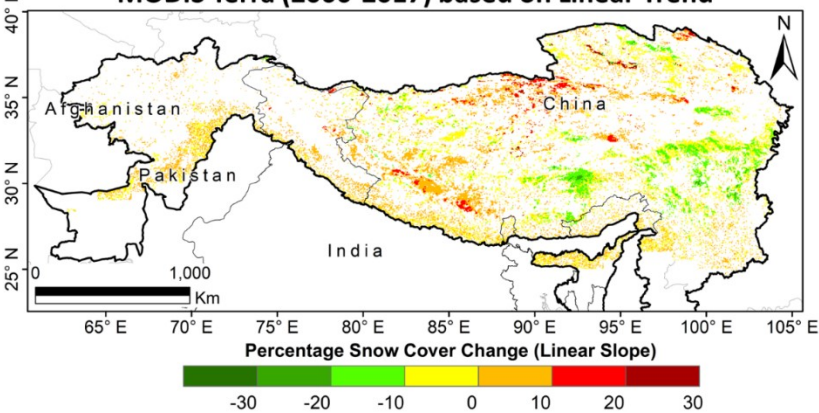 MODIS Terra (2000-2017) based on Linear Trend
40° N
N
35° N
Afghanistan
China
30° N
Pakistan
India
25° N
0 1,000
Km
65° E 70° E 75° E 80° E 85° E 90° E 95° E 100° E 105° E
Percentage Snow Cover Change (Linear Slope)
-30 -20 -10 0 10 20 30